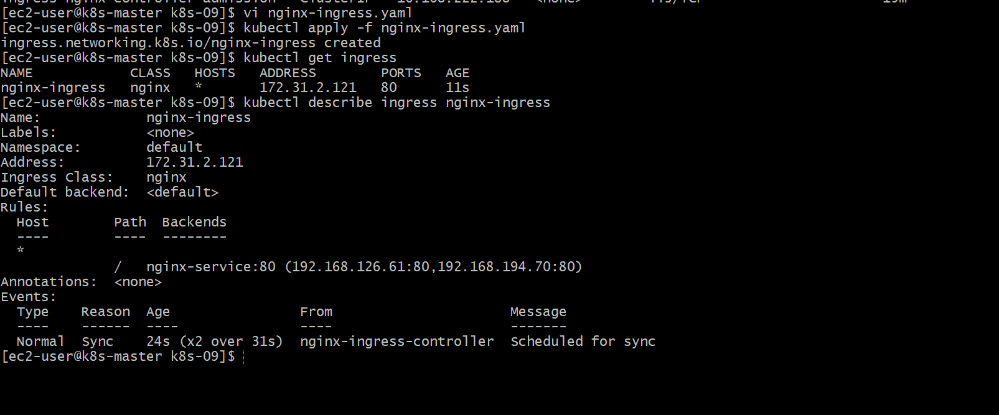 [ec2-user@k8s-master k8s-09]$ vi nginx-ingress.yaml
[ec2-user@k8s-master k8s-09]$ kubectl apply -f nginx-ingress.yaml
ingress.networking.k8s.io/nginx-ingress created
[ec2-user@k8s-master k8s-09]$ kubectl get ingress
NAME            CLASS   HOSTS   ADDRESS        PORTS   AGE
nginx-ingress   nginx   *       172.31.2.121   80      11s
[ec2-user@k8s-master k8s-09]$ kubectl describe ingress nginx-ingress
Name:             nginx-ingress
Labels:           <none>
Namespace:        default
Address:          172.31.2.121
Ingress Class:    nginx
Default backend:  <default>
Rules:
  Host        Path  Backends
  ----        ----  --------
  *
              /   nginx-service:80 (192.168.126.61:80,192.168.194.70:80)
Annotations:  <none>
Events:
  Type    Reason  Age                From                      Message
  ----    ------  ----               ----                      -------
  Normal  Sync    24s (x2 over 31s)  nginx-ingress-controller  Scheduled for sync
[ec2-user@k8s-master k8s-09]$